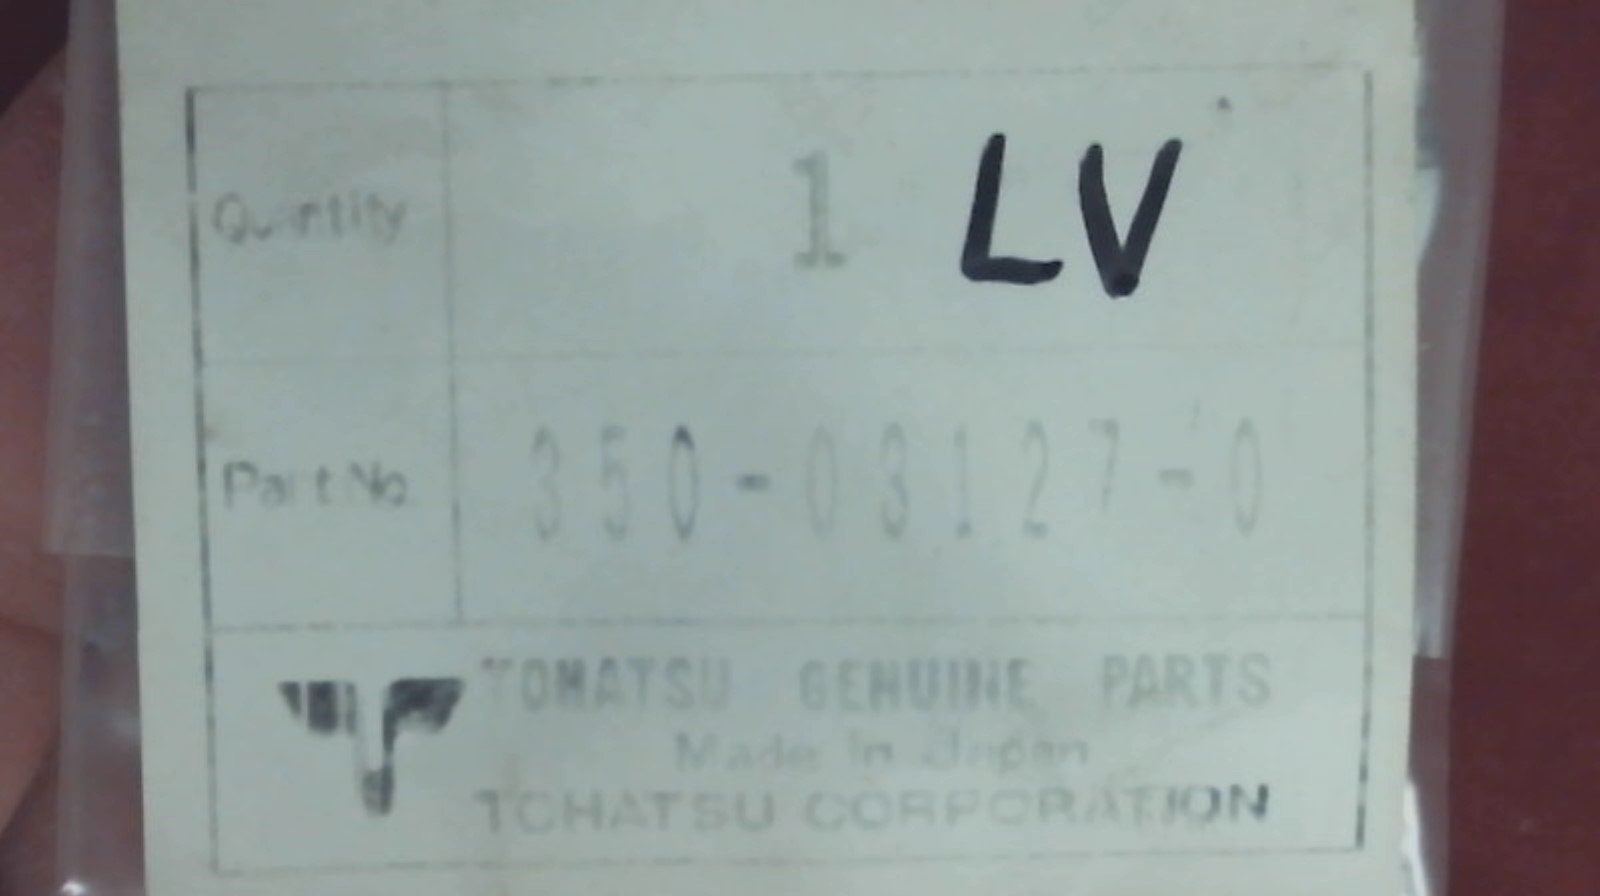 Quantity 1 LV
Part No. 350-03127-0
TOHATSU GENUINE PARTS
Made in Japan
TOHATSU CORPORATION